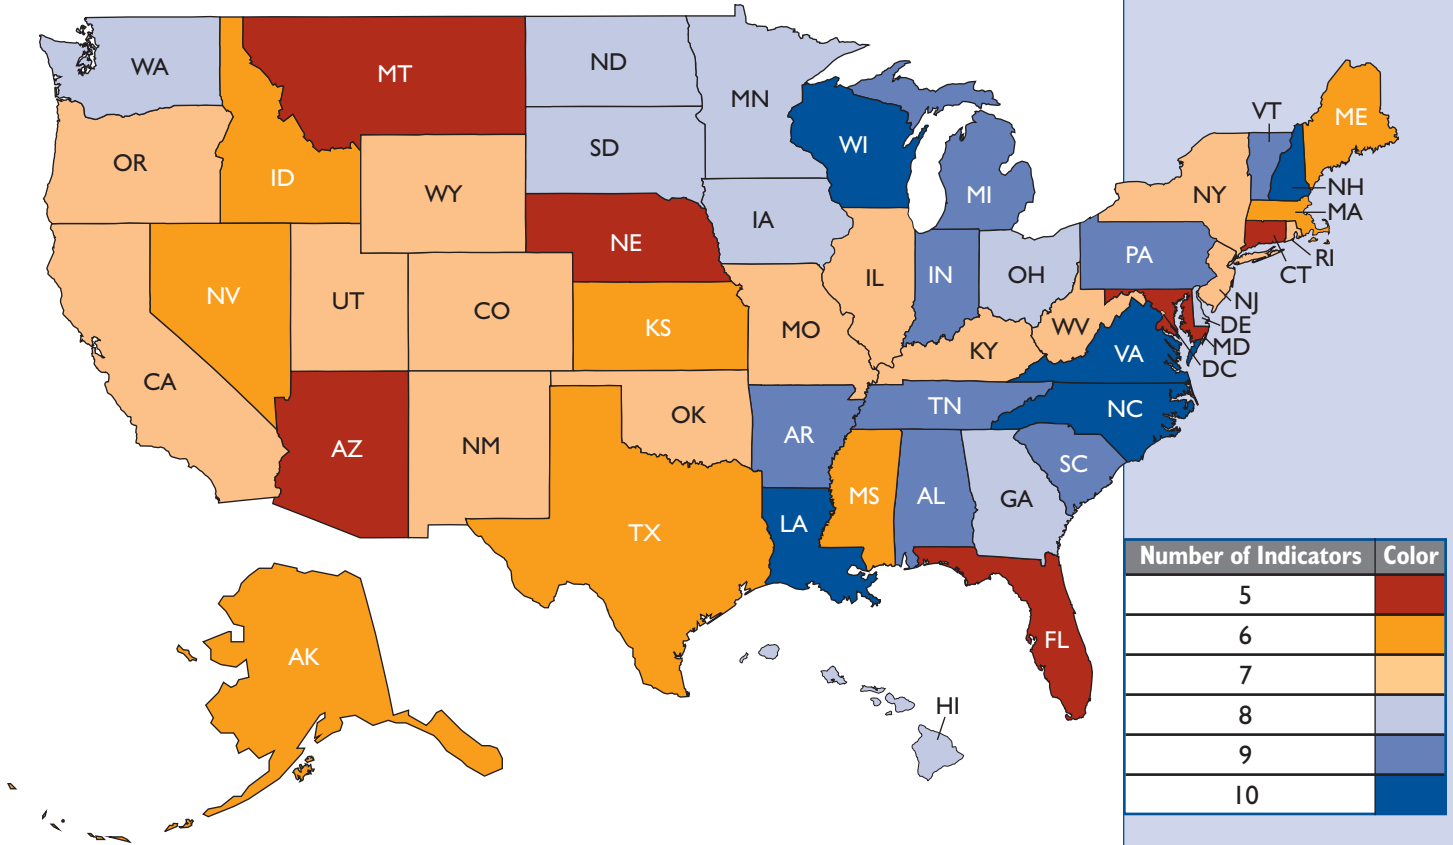 WA
MT
ND
MN
OR
ID
WY
SD
WI
MI
VT
ME
NH
MA
NY
RI
CT
NE
IA
NV
UT
CO
KS
MO
IL
IN
OH
PA
NJ
DE
MD
DC
WV
VA
KY
CA
AZ
NM
OK
AR
TN
NC
SC
TX
LA
MS
AL
GA
FL
AK
HI
Number of Indicators Color
5
6
7
8
9
10